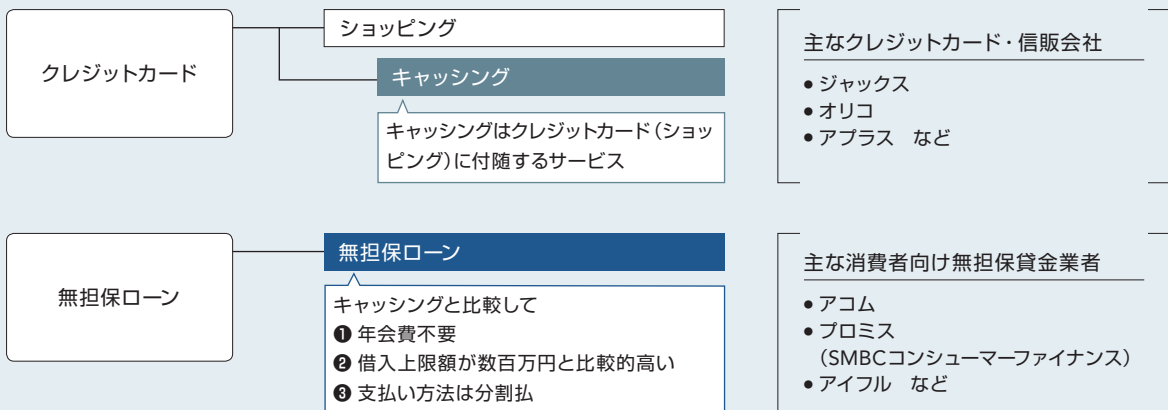 クレジットカード
ショッピング
キャッシング
キャッシングはクレジットカード（ショッ
ピング）に付随するサービス
主なクレジットカード・信販会社
● ジャックス
● オリコ
● アプラス　など
無担保ローン
無担保ローン
キャッシングと比較して
❶ 年会費不要
❷ 借入上限額が数百万円と比較的高い
❸ 支払い方法は分割払
主な消費者向け無担保貸金業者
● アコム
● プロミス
（SMBCコンシューマーファイナンス）
● アイフル　など